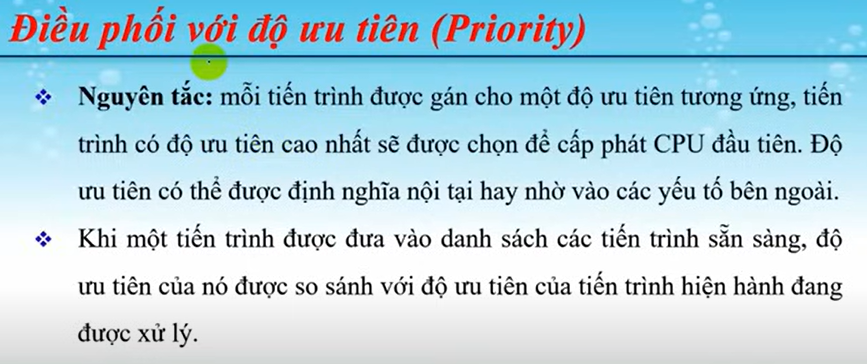 Điều phối với độ ưu tiên (Priority)
Nguyên tắc: mỗi tiến trình được gán cho một độ ưu tiên tương ứng, tiến
trình có độ ưu tiên cao nhất sẽ được chọn để cấp phát CPU đầu tiên. Độ
ưu tiên có thể được định nghĩa nội tại hay nhờ vào các yếu tố bên ngoài.
Khi một tiến trình được đưa vào danh sách các tiến trình sẵn sàng, độ
ưu tiên của nó được so sánh với độ ưu tiên của tiến trình hiện hành đang
được xử lý.